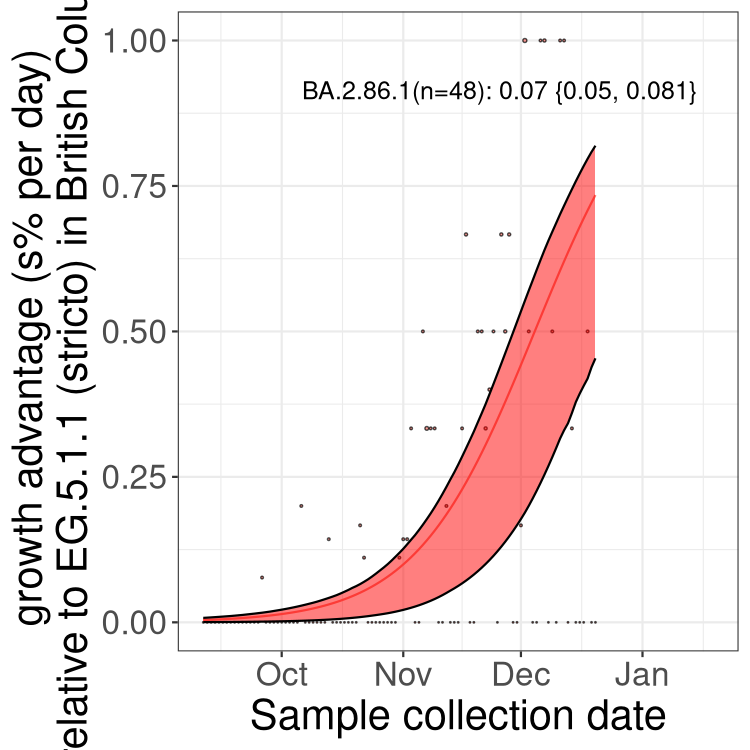 growth advantage (s% per day)
relative to EG.5.1.1 (stricto) in British Colu
1.00
0.75
0.50
0.25
0.00
BA.2.86.1(n=48): 0.07 {0.05, 0.081}
Oct Nov Dec Jan
Sample collection date